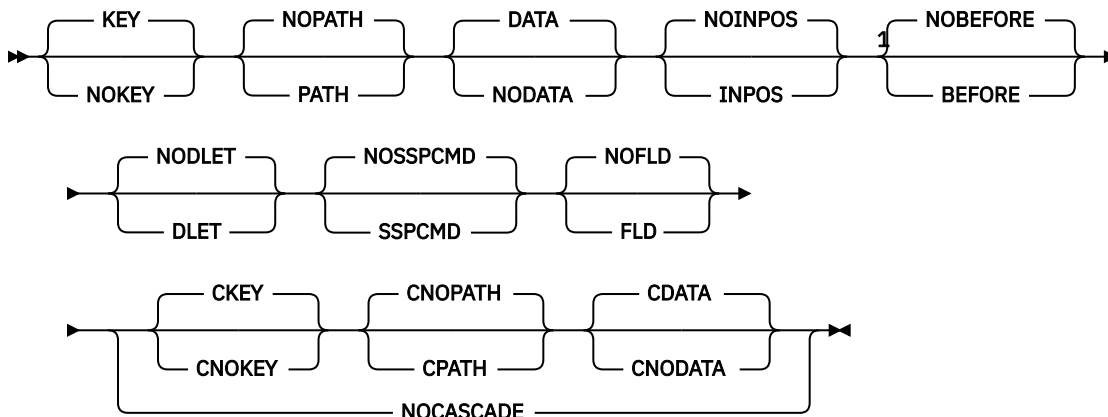 KEY NOPATH DATA NOINPOS NOBEFORE
1
NOKEY PATH NODATA INPOS BEFORE
NODLET NOSSPCMD NOFLD
DLET SSPCMD FLD
CKEY CNOPATH CDATA
CNOKEY CPATH CNODATA
NOCASCADE